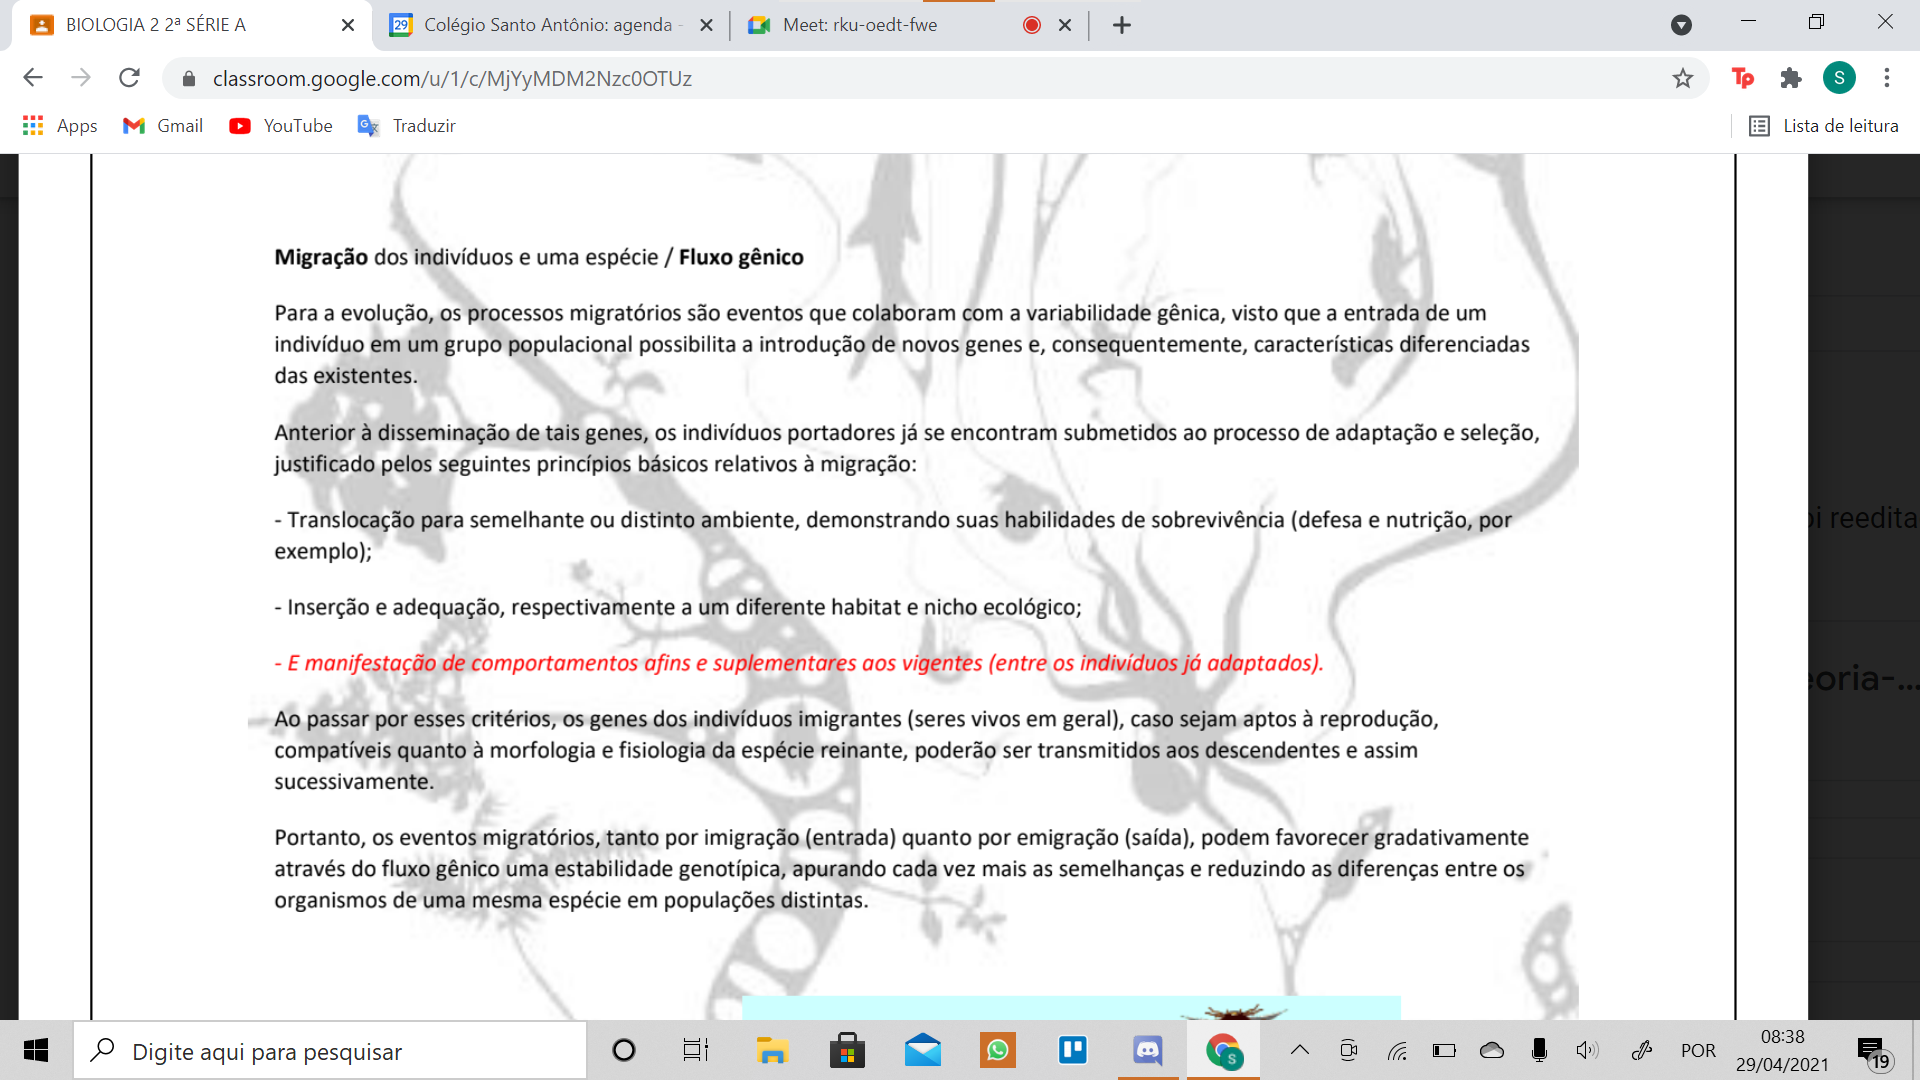 BIOLOGIA 2 2ª SÉRIE A
Colégio Santo Antônio: agenda -
Meet: rku-oedt-fwe
classroom.google.com/u/1/c/MjYyMDM2Nzc0OTUz
Tp
S
Apps
Gmail
YouTube
Traduzir
Lista de leitura
Migração dos indivíduos e uma espécie / Fluxo gênico
Para a evolução, os processos migratórios são eventos que colaboram com a variabilidade gênica, visto que a entrada de um
indivíduo em um grupo populacional possibilita a introdução de novos genes e, consequentemente, características diferenciadas
das existentes.
Anterior à disseminação de tais genes, os indivíduos portadores já se encontram submetidos ao processo de adaptação e seleção,
justificado pelos seguintes princípios básicos relativos à migração:
- Translocação para semelhante ou distinto ambiente, demonstrando suas habilidades de sobrevivência (defesa e nutrição, por
exemplo);
oi reedita
- Inserção e adequação, respectivamente a um diferente habitat e nicho ecológico;
- E manifestação de comportamentos afins e suplementares aos vigentes (entre os indivíduos já adaptados).
eoria-...
Ao passar por esses critérios, os genes dos indivíduos imigrantes (seres vivos em geral), caso sejam aptos à reprodução,
compatíveis quanto à morfologia e fisiologia da espécie reinante, poderão ser transmitidos aos descendentes e assim
sucessivamente.
Portanto, os eventos migratórios, tanto por imigração (entrada) quanto por emigração (saída), podem favorecer gradativamente
através do fluxo gênico uma estabilidade genotípica, apurando cada vez mais as semelhanças e reduzindo as diferenças entre os
organismos de uma mesma espécie em populações distintas.
Digite aqui para pesquisar
POR
08:38
29/04/2021
19